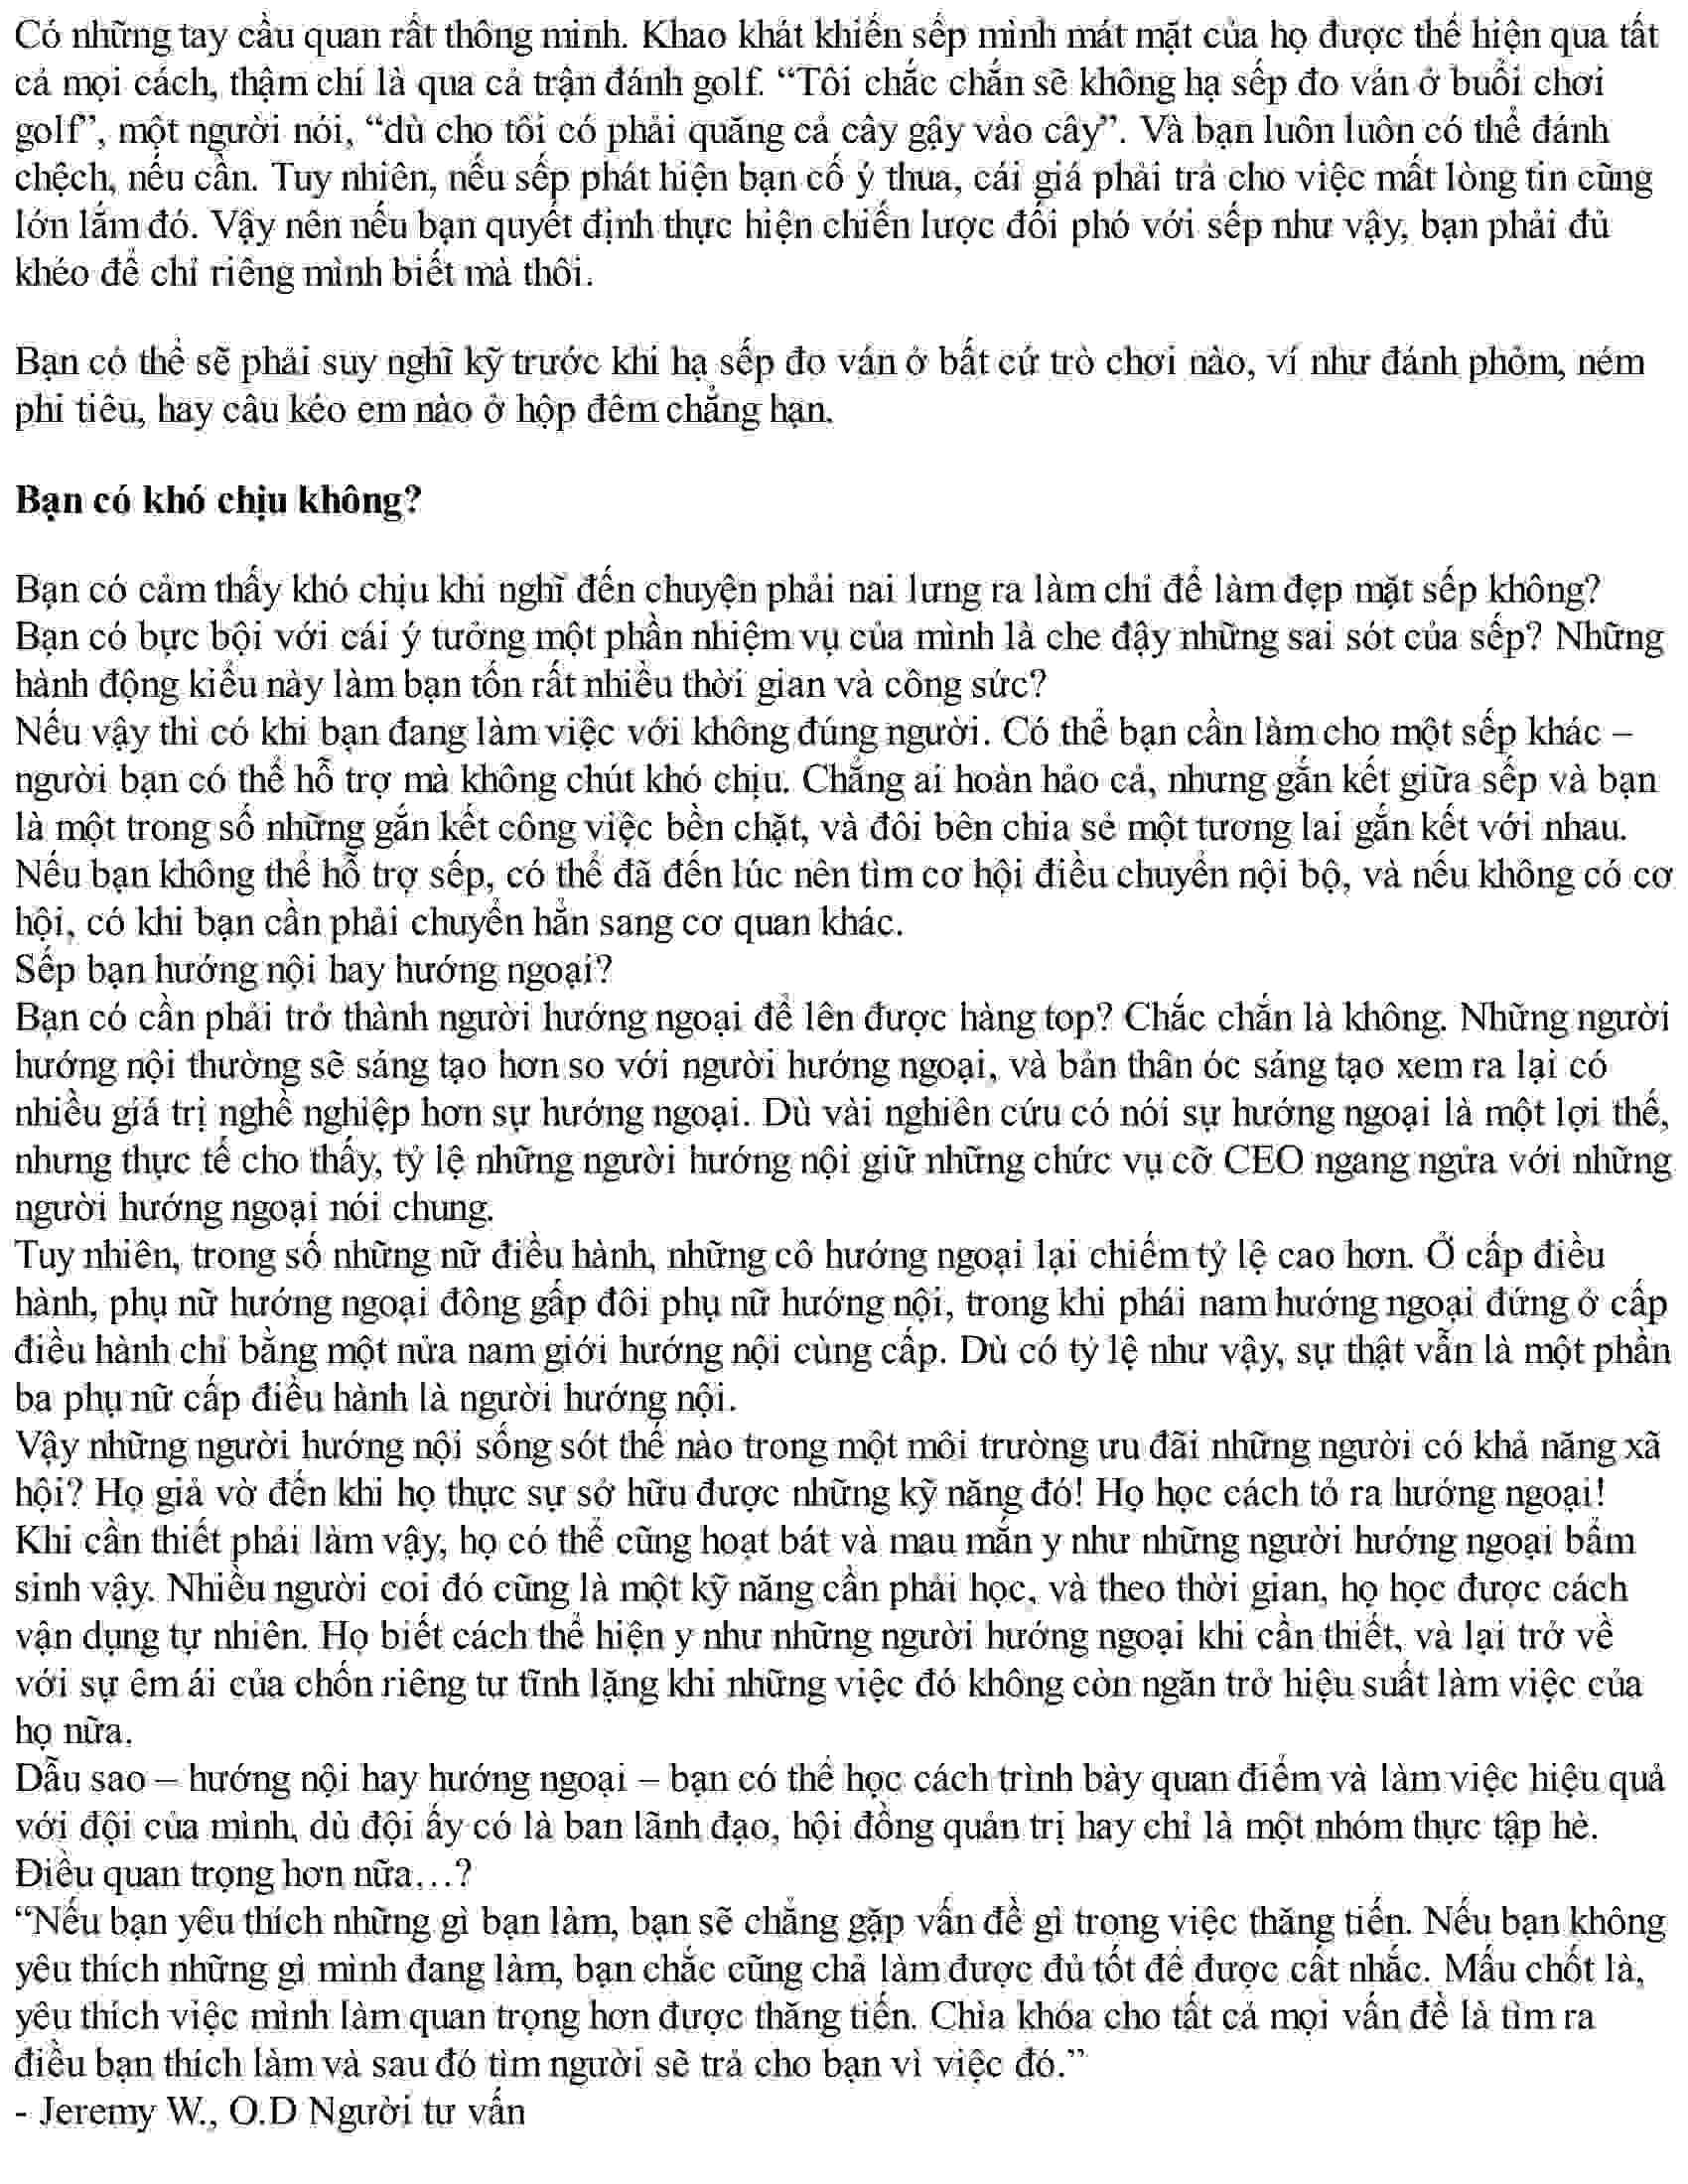 Có những tay cầu quan rất thông minh. Khao khát khiến sếp mình mát mặt của họ được thể hiện qua tất
cả mọi cách, thậm chí là qua cả trận đánh golf. “Tôi chắc chắn sẽ không hạ sếp đo ván ở buổi chơi
golf”, một người nói, “dù cho tôi có phải quăng cả cây gậy vào cây”. Và bạn luôn luôn có thể đánh
chệch, nếu cần. Tuy nhiên, nếu sếp phát hiện bạn cố ý thua, cái giá phải trả cho việc mất lòng tin cũng
lớn lắm đó. Vậy nên nếu bạn quyết định thực hiện chiến lược đối phó với sếp như vậy, bạn phải đủ
khéo để chỉ riêng mình biết mà thôi.
Bạn có thể sẽ phải suy nghĩ kỹ trước khi hạ sếp đo ván ở bất cứ trò chơi nào, ví như đánh phỏm, ném
phi tiêu, hay câu kéo em nào ở hộp đêm chẳng hạn.
Bạn có khó chịu không?
Bạn có cảm thấy khó chịu khi nghĩ đến chuyện phải nai lưng ra làm chỉ để làm đẹp mặt sếp không?
Bạn có bực bội với cái ý tưởng một phần nhiệm vụ của mình là che đậy những sai sót của sếp? Những
hành động kiểu này làm bạn tốn rất nhiều thời gian và công sức?
Nếu vậy thì có khi bạn đang làm việc với không đúng người. Có thể bạn cần làm cho một sếp khác –
người bạn có thể hỗ trợ mà không chút khó chịu. Chẳng ai hoàn hảo cả, nhưng gắn kết giữa sếp và bạn
là một trong số những gắn kết công việc bền chặt, và đôi bên chia sẻ một tương lai gắn kết với nhau.
Nếu bạn không thể hỗ trợ sếp, có thể đã đến lúc nên tìm cơ hội điều chuyển nội bộ, và nếu không có cơ
hội, có khi bạn cần phải chuyển hẳn sang cơ quan khác.
Sếp bạn hướng nội hay hướng ngoại?
Bạn có cần phải trở thành người hướng ngoại để lên được hàng top? Chắc chắn là không. Những người
hướng nội thường sẽ sáng tạo hơn so với người hướng ngoại, và bản thân óc sáng tạo xem ra lại có
nhiều giá trị nghề nghiệp hơn sự hướng ngoại. Dù vài nghiên cứu có nói sự hướng ngoại là một lợi thế,
nhưng thực tế cho thấy, tỷ lệ những người hướng nội giữ những chức vụ cỡ CEO ngang ngửa với những
người hướng ngoại nói chung.
Tuy nhiên, trong số những nữ điều hành, những cô hướng ngoại lại chiếm tỷ lệ cao hơn. Ở cấp điều
hành, phụ nữ hướng ngoại đông gấp đôi phụ nữ hướng nội, trong khi phái nam hướng ngoại đứng ở cấp
điều hành chỉ bằng một nửa nam giới hướng nội cùng cấp. Dù có tỷ lệ như vậy, sự thật vẫn là một phần
ba phụ nữ cấp điều hành là người hướng nội.
Vậy những người hướng nội sống sót thế nào trong một môi trường ưu đãi những người có khả năng xã
hội? Họ giả vờ đến khi họ thực sự sở hữu được những kỹ năng đó! Họ học cách tỏ ra hướng ngoại!
Khi cần thiết phải làm vậy, họ có thể cũng hoạt bát và mau mắn y như những người hướng ngoại bẩm
sinh vậy. Nhiều người coi đó cũng là một kỹ năng cần phải học, và theo thời gian, họ học được cách
vận dụng tự nhiên. Họ biết cách thể hiện y như những người hướng ngoại khi cần thiết, và lại trở về
với sự êm ái của chốn riêng tư tĩnh lặng khi những việc đó không còn ngăn trở hiệu suất làm việc của
họ nữa.
Dẫu sao – hướng nội hay hướng ngoại – bạn có thể học cách trình bày quan điểm và làm việc hiệu quả
với đội của mình, dù đội ấy có là ban lãnh đạo, hội đồng quản trị hay chỉ là một nhóm thực tập hè.
Điều quan trọng hơn nữa…?
“Nếu bạn yêu thích những gì bạn làm, bạn sẽ chẳng gặp vấn đề gì trong việc thăng tiến. Nếu bạn không
yêu thích những gì mình đang làm, bạn chắc cũng chả làm được đủ tốt để được cất nhắc. Mấu chốt là,
yêu thích việc mình làm quan trọng hơn được thăng tiến. Chìa khóa cho tất cả mọi vấn đề là tìm ra
điều bạn thích làm và sau đó tìm người sẽ trả cho bạn vì việc đó.”
- Jeremy W., O.D Người tư vấn